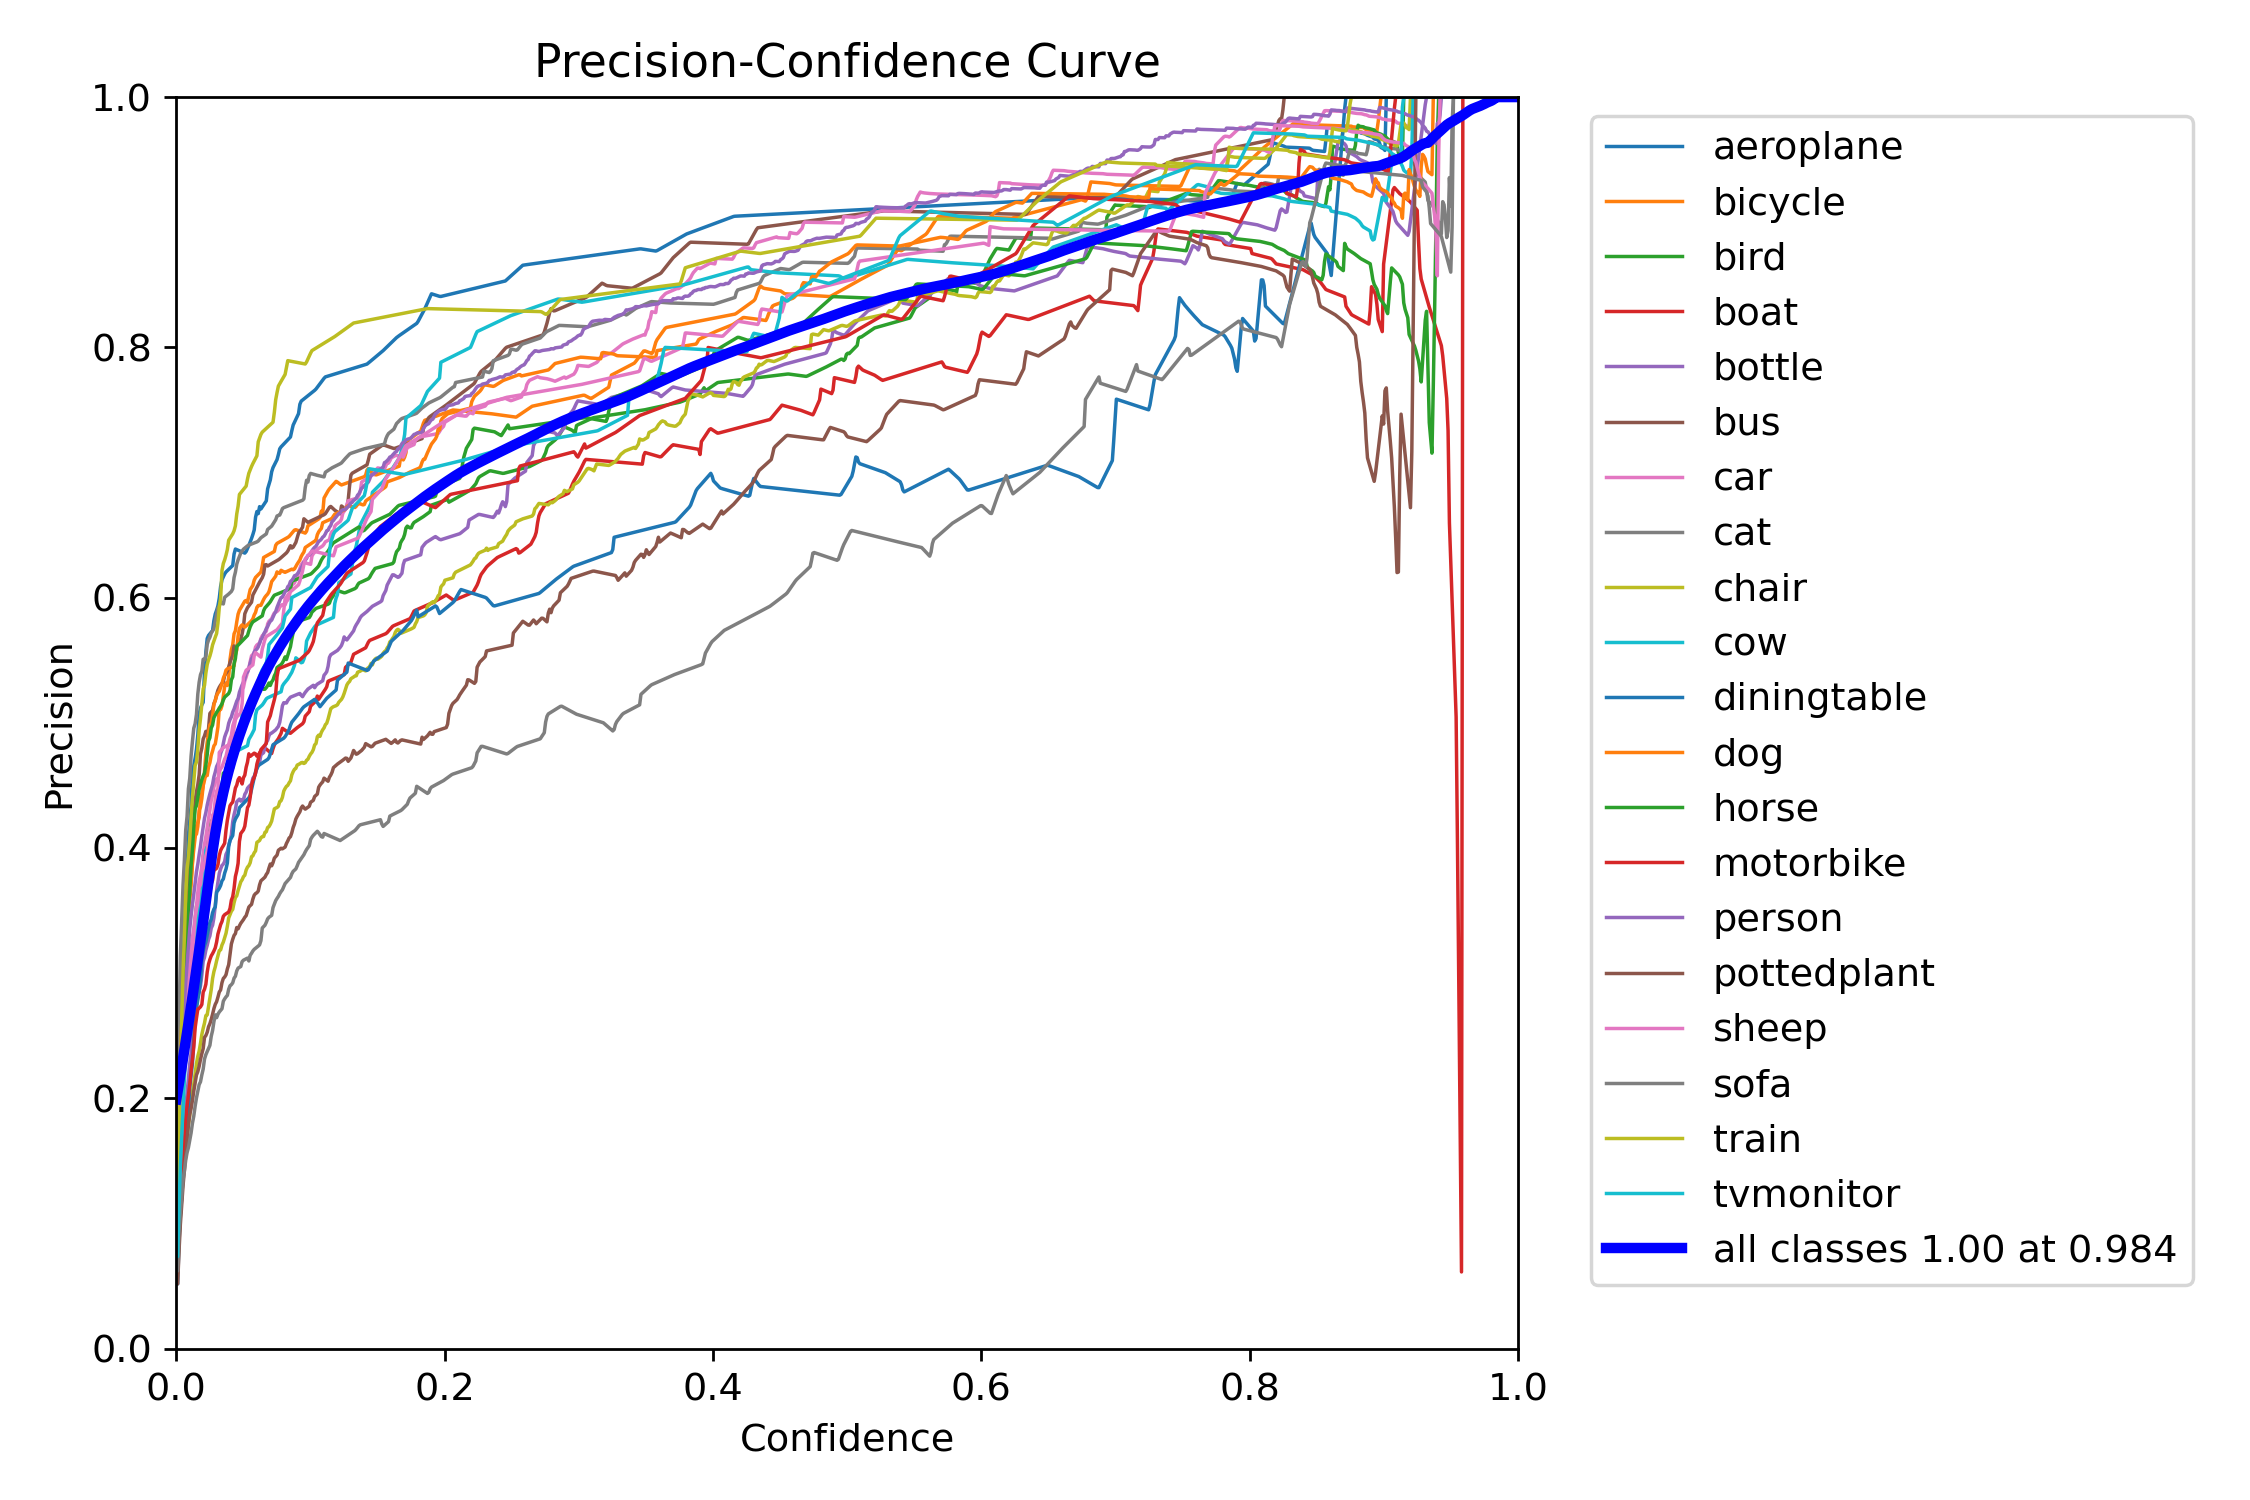 Precision-Confidence Curve
1.0
0.8
0.6
0.4
0.2
0.0
Precision
0.0 0.2 0.4 0.6 0.8 1.0
Confidence
aeroplane
bicycle
bird
boat
bottle
bus
car
cat
chair
cow
diningtable
dog
horse
motorbike
person
pottedplant
sheep
sofa
train
tvmonitor
all classes 1.00 at 0.984